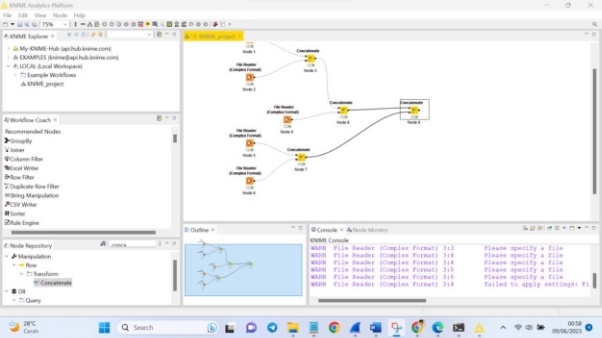 KNIME Analytics Platform
File Edit View Node Help
75%
KNIME Explorer
My-KNIME-Hub (api.hub.knime.com)
EXAMPLES (knime@api.hub.knime.com)
LOCAL (Local Workspace)
Example Workflows
KNIME_project
Workflow Coach
Recommended Nodes
GroupBy
Joiner
Column Filter
Excel Writer
Row Filter
Duplicate Row Filter
String Manipulation
CSV Writer
Sorter
Rule Engine
Node Repository
conca
Manipulation
Row
Transform
Concatenate
DB
Query
KNIME_project
Node 1
File Reader
(Complex Format)
Node 2
Concatenate
Node 3
File Reader
(Complex Format)
Node 4
Concatenate
Node 8
Concatenate
Node 9
File Reader
(Complex Format)
Node 5
Concatenate
Node 7
File Reader
(Complex Format)
Node 6
Outline
Console
Node Monitor
KNIME Console
WARN File Reader (Complex Format) 3:3 Please specify a file
WARN File Reader (Complex Format) 3:4 Please specify a file
WARN File Reader (Complex Format) 3:4 Please specify a file
WARN File Reader (Complex Format) 3:5 Please specify a file
WARN File Reader (Complex Format) 3:6 Please specify a file
WARN File Reader (Complex Format) 3:4 failed to apply settings: Fi
28°C
Cerah
Search
00:58
09/06/2023